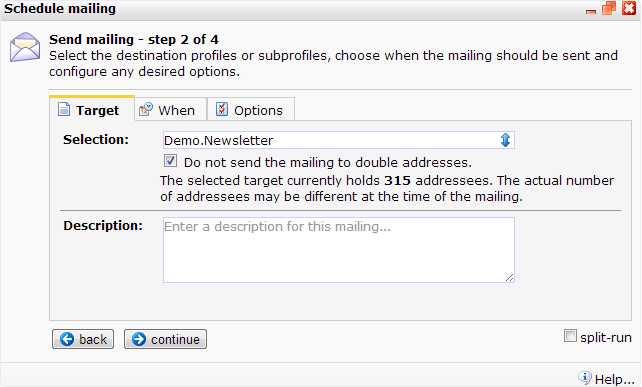 Schedule mailing
Send mailing - step 2 of 4
Select the destination profiles or subprofiles, choose when the mailing should be sent and
configure any desired options.
Target When Options
Selection: Demo.Newsletter
Do not send the mailing to double addresses.
The selected target currently holds 315 addressees. The actual number
of addressees may be different at the time of the mailing.
Description: Enter a description for this mailing...
back continue split-run
Help...